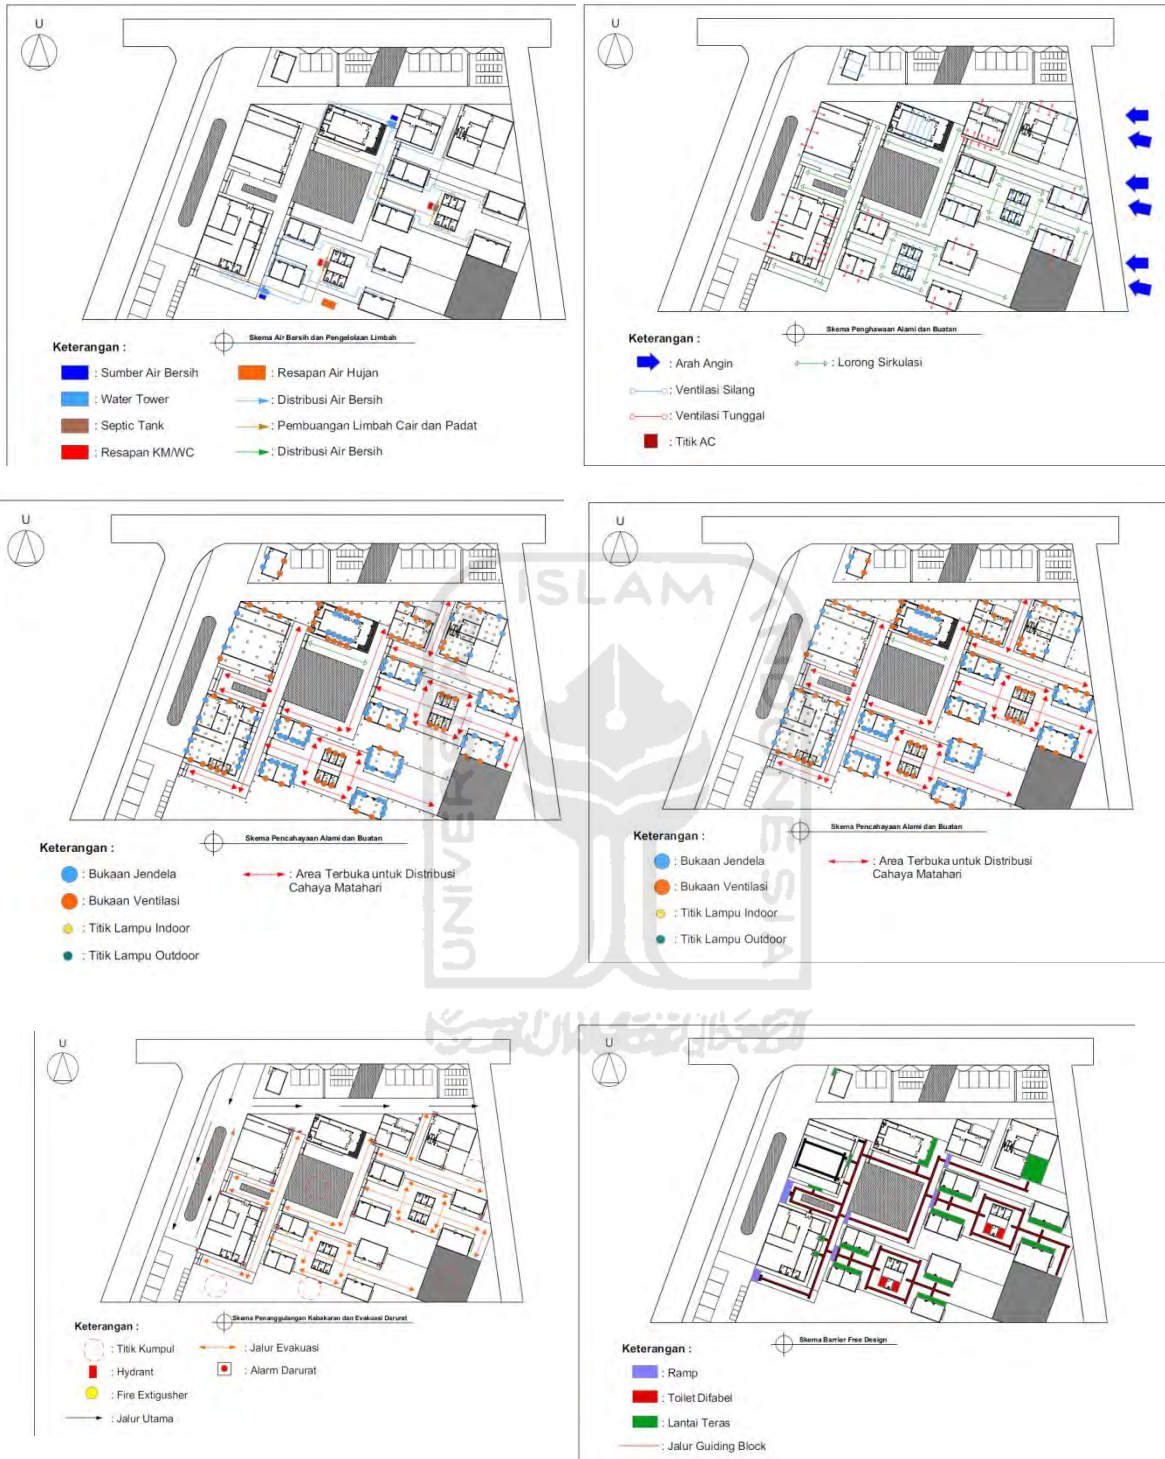 U
Skema Air Bersih dan Pengelolaan Limbah
Keterangan :
: Sumber Air Bersih
: Water Tower
: Septic Tank
: Resapan KM/WC
: Resapan Air Hujan
: Distribusi Air Bersih
: Pembuangan Limbah Cair dan Padat
: Distribusi Air Bersih
U
Skema Penghawaan Alami dan Buatan
Keterangan :
: Arah Angin
: Ventilasi Silang
: Ventilasi Tunggal
: Titik AC
: Lorong Sirkulasi
U
Skema Pencahayaan Alami dan Buatan
Keterangan :
: Bukaan Jendela
: Bukaan Ventilasi
: Titik Lampu Indoor
: Titik Lampu Outdoor
: Area Terbuka untuk Distribusi
Cahaya Matahari
U
Skema Pencahayaan Alami dan Buatan
Keterangan :
: Bukaan Jendela
: Bukaan Ventilasi
: Titik Lampu Indoor
: Titik Lampu Outdoor
: Area Terbuka untuk Distribusi
Cahaya Matahari
ISLAM
UNIVERSITAS
INDONESIA
U
Skema Penanggulangan Kebakaran dan Evakuasi Darurat
Keterangan :
: Titik Kumpul
: Hydrant
: Fire Extigusher
: Jalur Utama
: Jalur Evakuasi
: Alarm Darurat
U
Skema Barrier Free Design
Keterangan :
: Ramp
: Toilet Difabel
: Lantai Teras
: Jalur Guiding Block